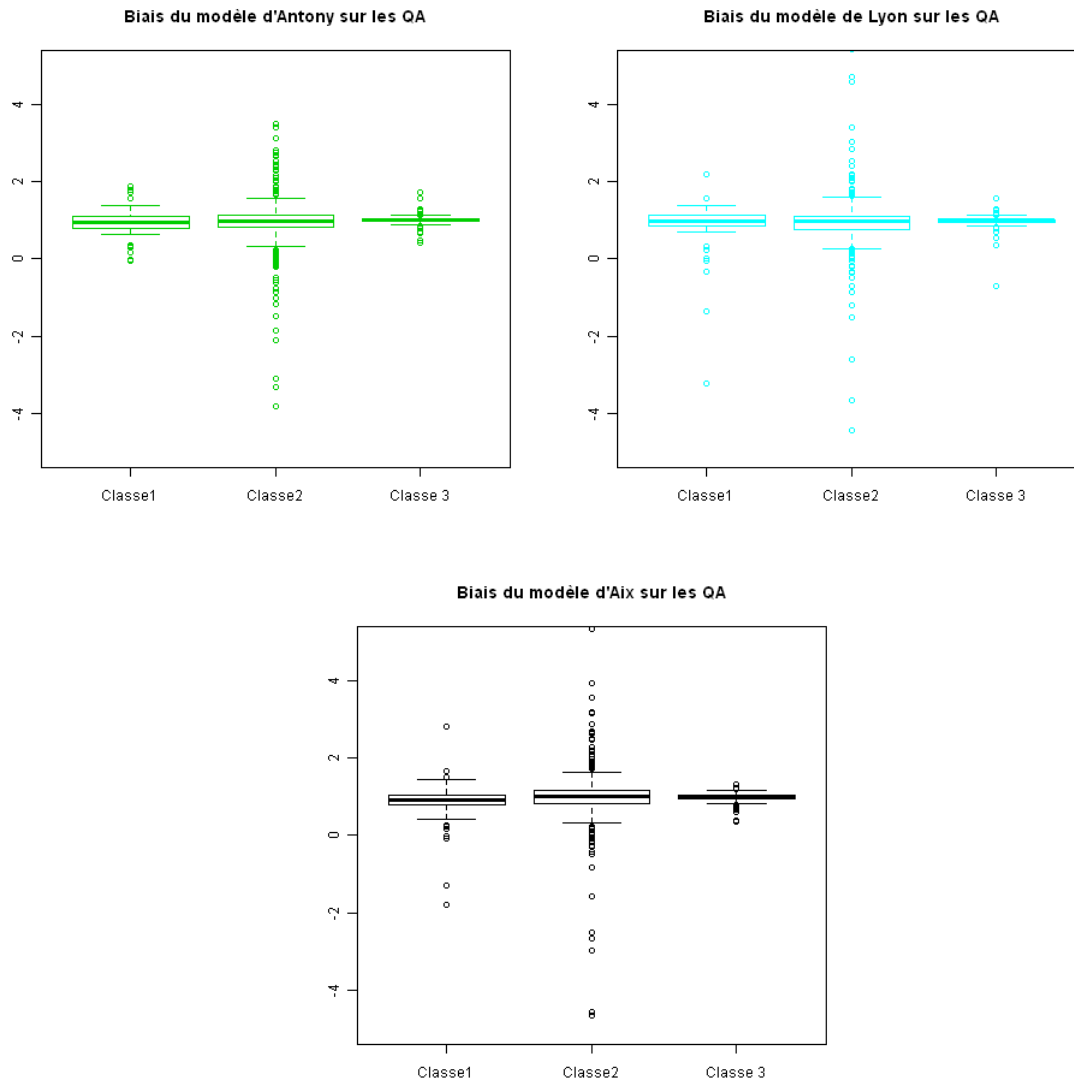 Biais du modèle d'Antony sur les QA
4
2
0
-2
-4
Classe1 Classe2 Classe 3
Biais du modèle de Lyon sur les QA
4
2
0
-2
-4
Classe1 Classe2 Classe 3
Biais du modèle d'Aix sur les QA
4
2
0
-2
-4
Classe1 Classe2 Classe 3